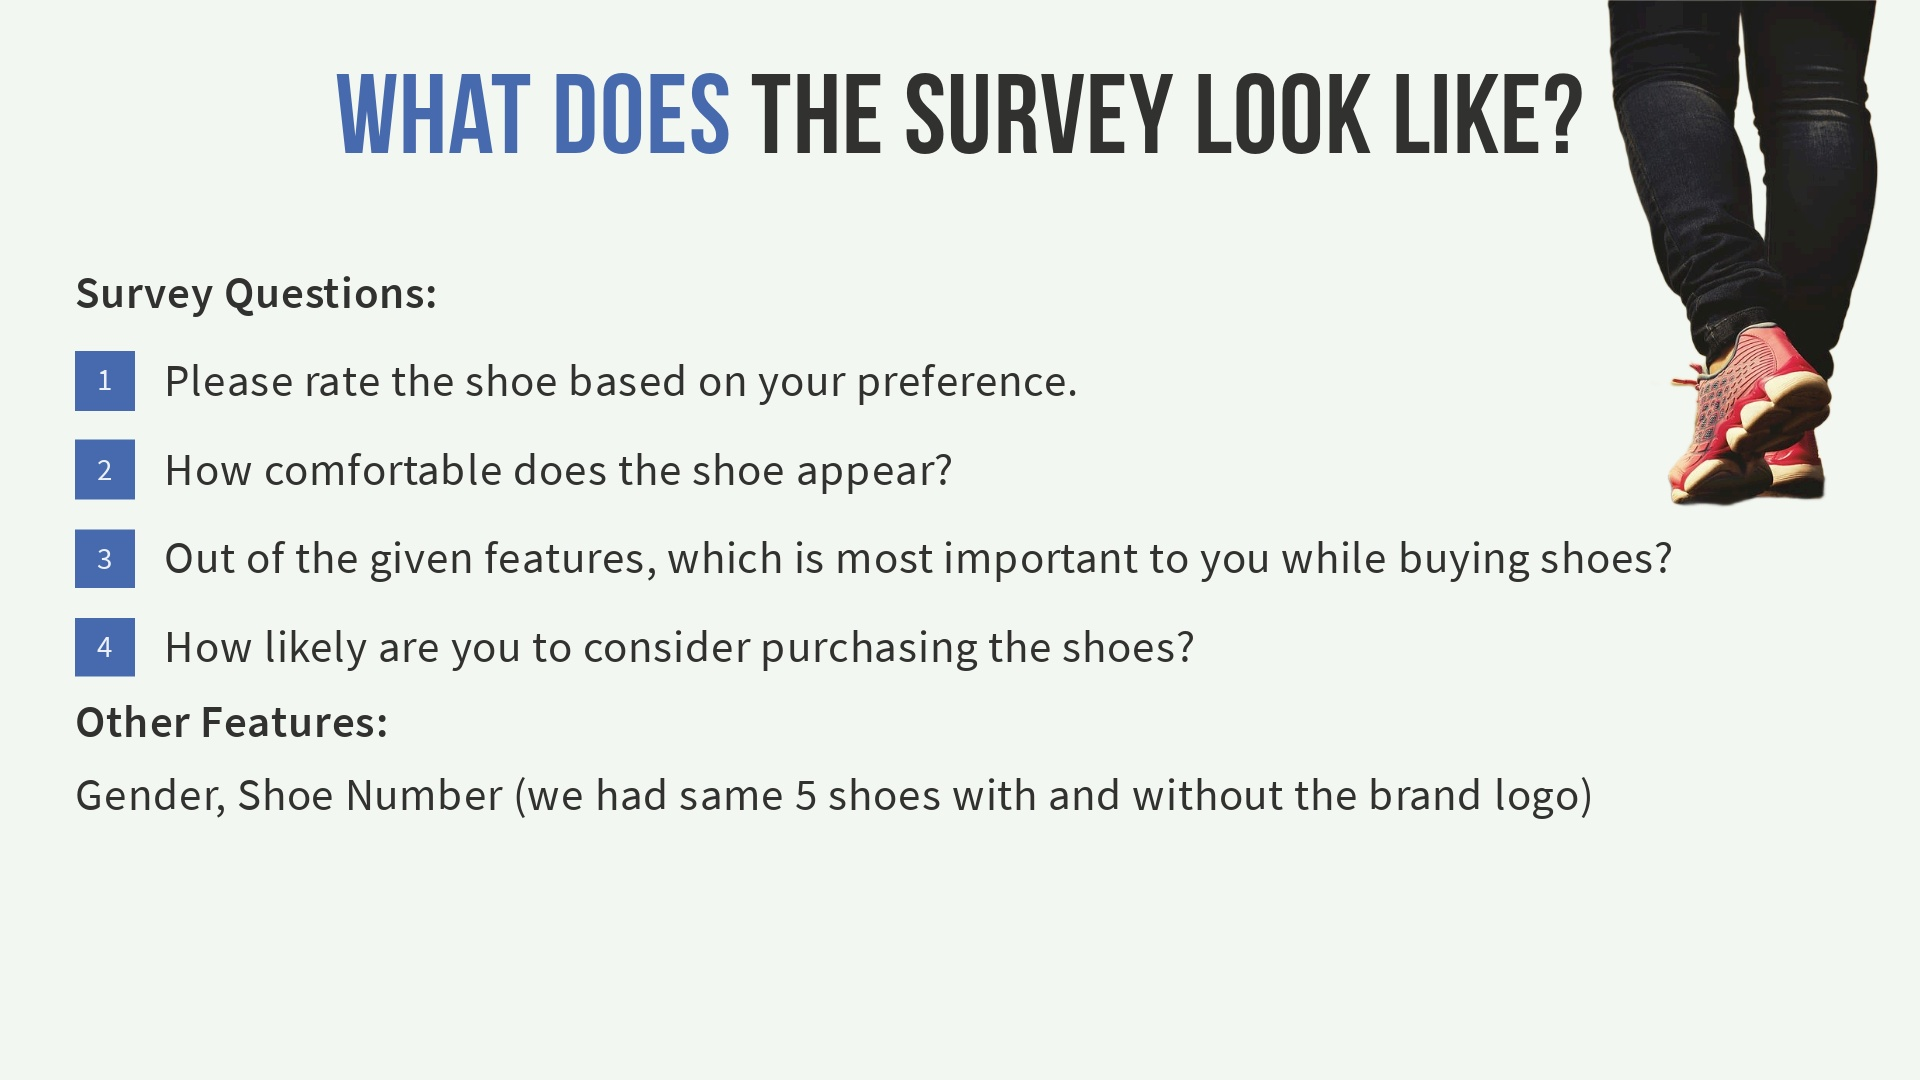 WHAT DOES THE SURVEY LOOK LIKE?
Survey Questions:
1 Please rate the shoe based on your preference.
2 How comfortable does the shoe appear?
3 Out of the given features, which is most important to you while buying shoes?
4 How likely are you to consider purchasing the shoes?
Other Features:
Gender, Shoe Number (we had same 5 shoes with and without the brand logo)